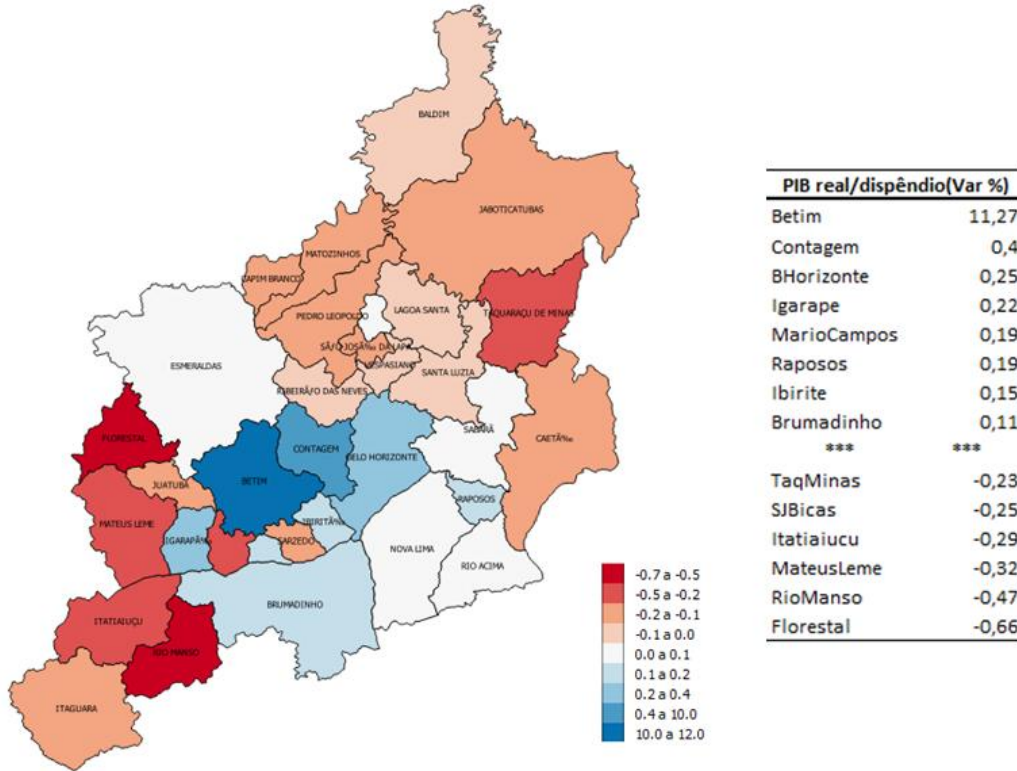 BALDIM
JABOTICATUBAS
MATOZINHOS
CAPIM BRANCO
PEDRO LEOPOLDO
LAGOA SANTA
TAQUARAÇU DE MINAS
SÃƒO JOSÃ‰ DA LAPA
VESPASIANO
ESMERALDAS
SANTA LUZIA
RIBEIRÃƒO DAS NEVES
SABARÁ
CAETÃ‰
FLORESTAL
CONTAGEM
BELO HORIZONTE
JUATUBA
BETIM
RAPOSOS
MATEUS LEME
IBIRITÃ‰
IGARAPÃ‰
SARZEDO
NOVA LIMA
RIO ACIMA
BRUMADINHO
ITATIAIUÇU
RIO MANSO
ITAGUARA
-0.7 a -0.5
-0.5 a -0.2
-0.2 a -0.1
-0.1 a 0.0
0.0 a 0.1
0.1 a 0.2
0.2 a 0.4
0.4 a 10.0
10.0 a 12.0
PIB real/dispêndio(Var %)
Betim 11,27
Contagem 0,4
BHorizonte 0,25
Igarape 0,22
MarioCampos 0,19
Raposos 0,19
Ibirite 0,15
Brumadinho 0,11
*** ***
TaqMinas -0,23
SJBicas -0,25
Itatiaiucu -0,29
MateusLeme -0,32
RioManso -0,47
Florestal -0,66